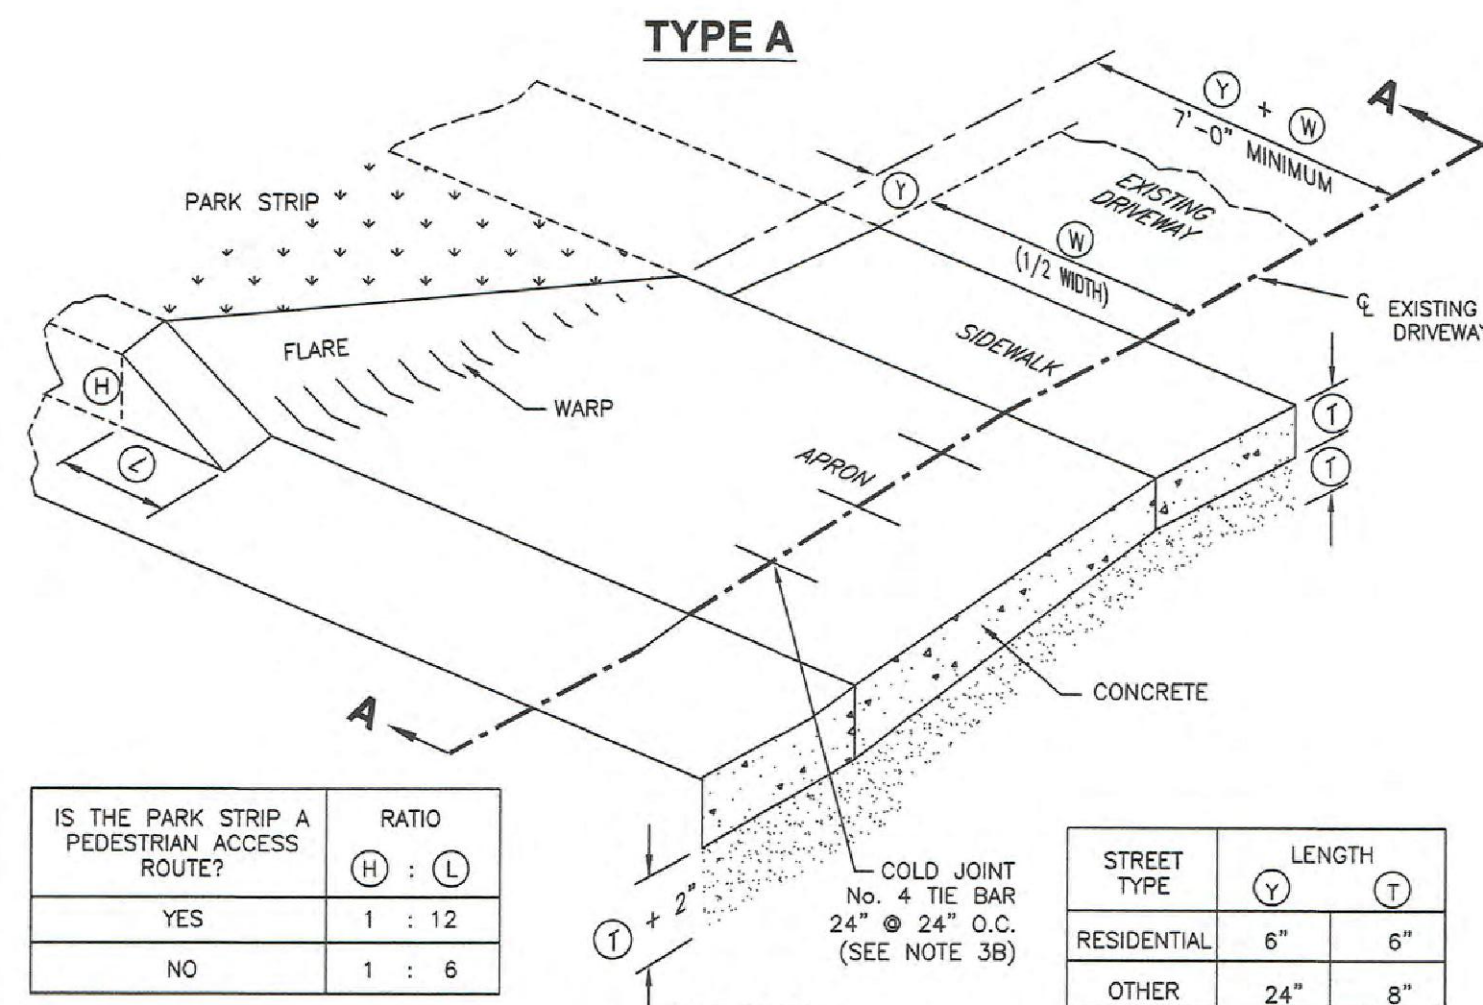 TYPE A
Y + W
7'-0" MINIMUM
A
PARK STRIP
Y
EXISTING
DRIVEWAY
W
(1/2 WIDTH)
℄ EXISTING
DRIVEWAY
FLARE
SIDEWALK
H
WARP
T
L
APRON
T
CONCRETE
A
IS THE PARK STRIP A
PEDESTRIAN ACCESS
ROUTE?
RATIO
H : L
YES
1 : 12
NO
1 : 6
T + 2"
COLD JOINT
No. 4 TIE BAR
24" @ 24" O.C.
(SEE NOTE 3B)
STREET
TYPE
LENGTH
Y T
RESIDENTIAL
6" 6"
OTHER
24" 8"